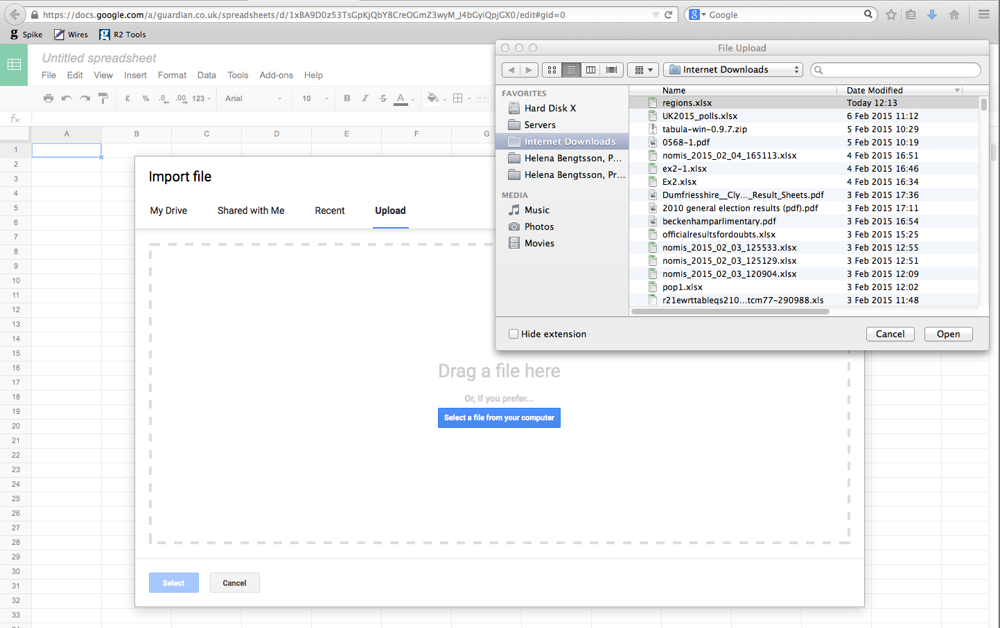 https://docs.google.com/a/guardian.co.uk/spreadsheets/d/1xBA9D0z53TsGpKjQbY8CreOGmZ3wyM_J4bGyiQpjGX0/edit#gid=0
Google
Spike Wires R2 Tools
Untitled spreadsheet
File Edit View Insert Format Data Tools Add-ons Help
£ % .0 .00 123 Arial 10 B I S A
fx
A B C D E F G
1
2
3
4
5
6
7
8
9
10
11
12
13
14
15
16
17
18
19
20
21
22
23
24
25
26
27
28
29
30
31
32
33
Import file
My Drive Shared with Me Recent Upload
Drag a file here
Or, if you prefer...
Select a file from your computer
Select Cancel
File Upload
Internet Downloads
FAVORITES
Hard Disk X
Servers
Internet Downloads
Helena Bengtsson, P...
Helena Bengtsson, Pr...
MEDIA
Music
Photos
Movies
Name Date Modified
regions.xlsx Today 12:13
UK2015_polls.xlsx 6 Feb 2015 11:12
tabula-win-0.9.7.zip 5 Feb 2015 10:29
0568-1.pdf 5 Feb 2015 10:19
nomis_2015_02_04_165113.xlsx 4 Feb 2015 16:51
ex2-1.xlsx 4 Feb 2015 16:46
Ex2.xlsx 4 Feb 2015 16:34
Dumfriesshire__Cly..._Result_Sheets.pdf 3 Feb 2015 17:36
2010 general election results (pdf).pdf 3 Feb 2015 17:11
beckenhamparlimentary.pdf 3 Feb 2015 16:54
officialresultsfordoubts.xlsx 3 Feb 2015 15:25
nomis_2015_02_03_125533.xlsx 3 Feb 2015 12:55
nomis_2015_02_03_125129.xlsx 3 Feb 2015 12:51
nomis_2015_02_03_120904.xlsx 3 Feb 2015 12:09
pop1.xlsx 3 Feb 2015 12:02
r21ewrttableqs210...tcm77-290988.xls 3 Feb 2015 11:48
Hide extension
Cancel Open